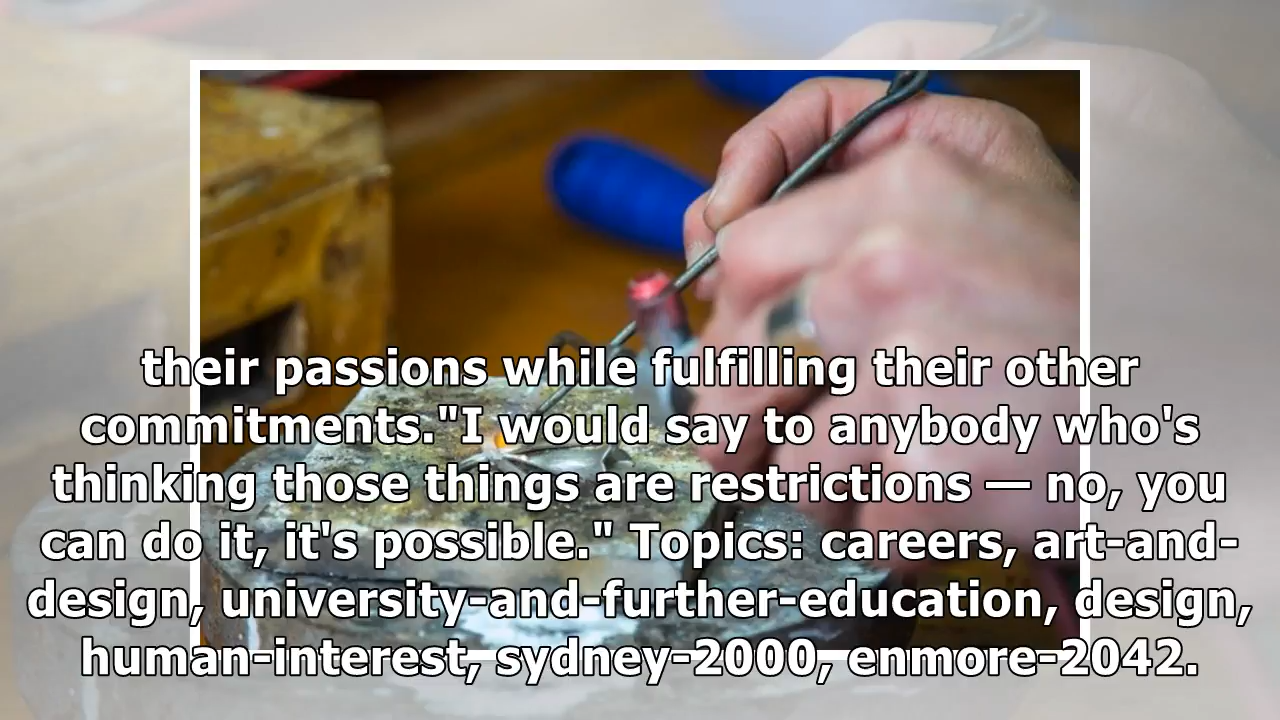 their passions while fulfilling their other
commitments."I would say to anybody who's
thinking those things are restrictions — no, you
can do it, it's possible." Topics: careers, art-and-
design, university-and-further-education, design,
human-interest, sydney-2000, enmore-2042.